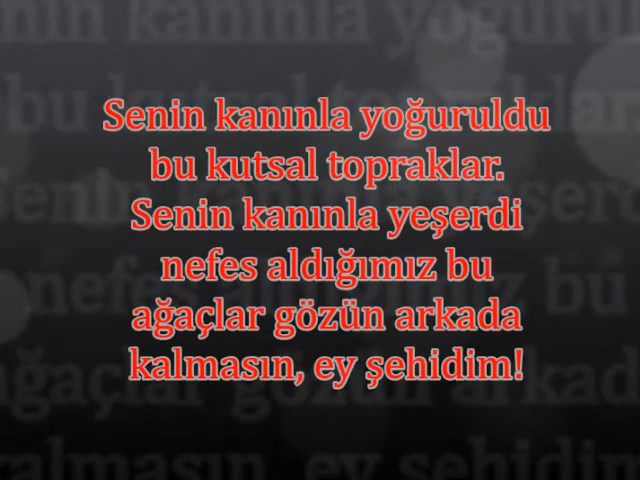 Senin kanınla yoğuruldu
bu kutsal topraklar.
Senin kanınla yeşerdi
nefes aldığımız bu
ağaçlar gözün arkada
kalmasın, ey şehidim!